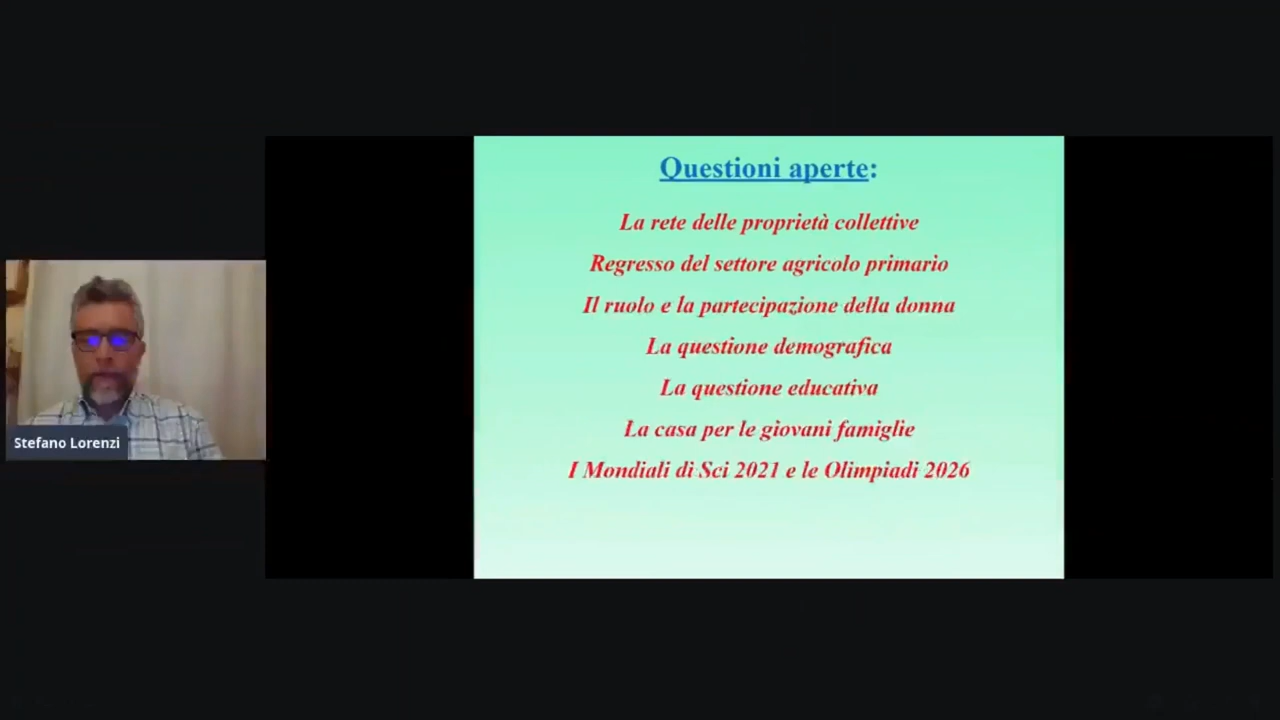 Questioni aperte:
La rete delle proprietà collettive
Regresso del settore agricolo primario
Il ruolo e la partecipazione della donna
La questione demografica
La questione educativa
La casa per le giovani famiglie
I Mondiali di Sci 2021 e le Olimpiadi 2026
Stefano Lorenzi